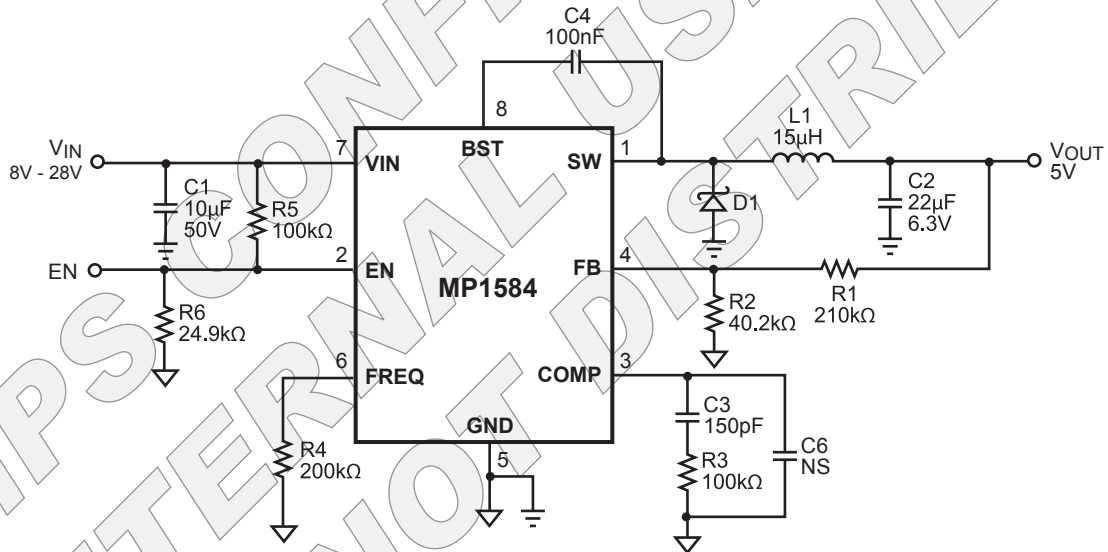 C4
100nF
8
BST
VIN
8V - 28V
7
VIN
SW
1
L1
15µH
VOUT
5V
C1
10µF
50V
R5
100kΩ
D1
C2
22µF
6.3V
EN
2
EN
FB
4
MP1584
R1
210kΩ
R2
40.2kΩ
R6
24.9kΩ
6
FREQ
COMP
3
GND
5
R4
200kΩ
C3
150pF
R3
100kΩ
C6
NS